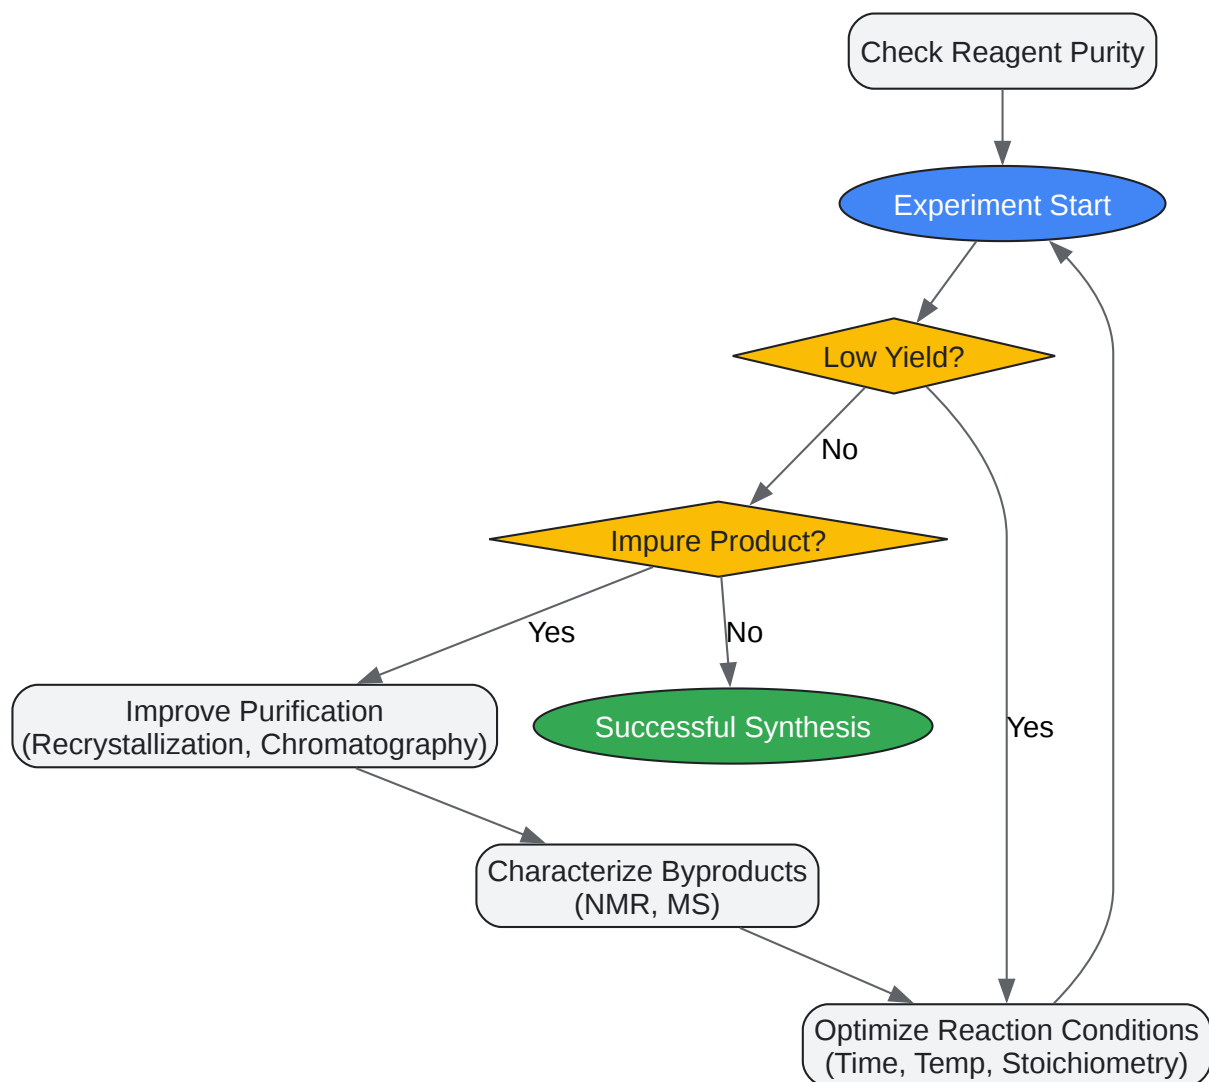 Check Reagent Purity
Experiment Start
Low Yield?
No
Impure Product?
Yes
No
Improve Purification
(Recrystallization, Chromatography)
Successful Synthesis
Yes
Characterize Byproducts
(NMR, MS)
Optimize Reaction Conditions
(Time, Temp, Stoichiometry)